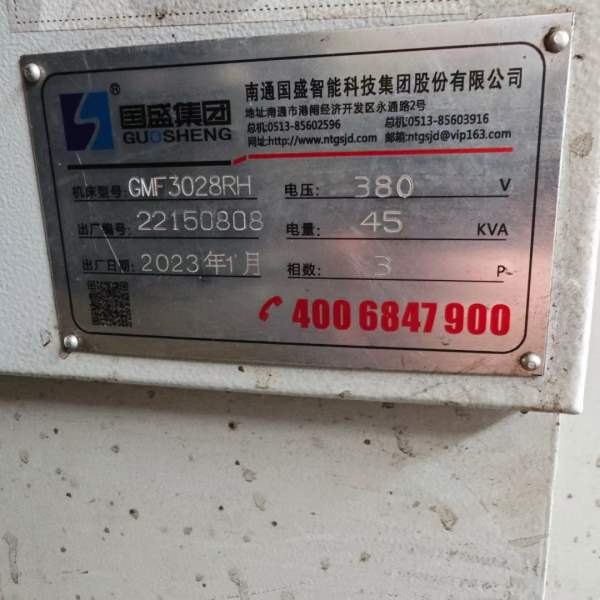 ®
国盛集团
GUOSHENG
南通国盛智能科技集团股份有限公司
地址:南通市港闸经济开发区永通路2号
总机:0513-85602596 总机:0513-85603916
网址:http://www.ntgsjd.com 邮箱:ntgsjd@vip163.com
机床型号: GMF3028RH 电压: 380 V
出厂编号: 22150808 电量: 45 KVA
出厂日期: 2023年1月 相数: 3 P
400 6847 900